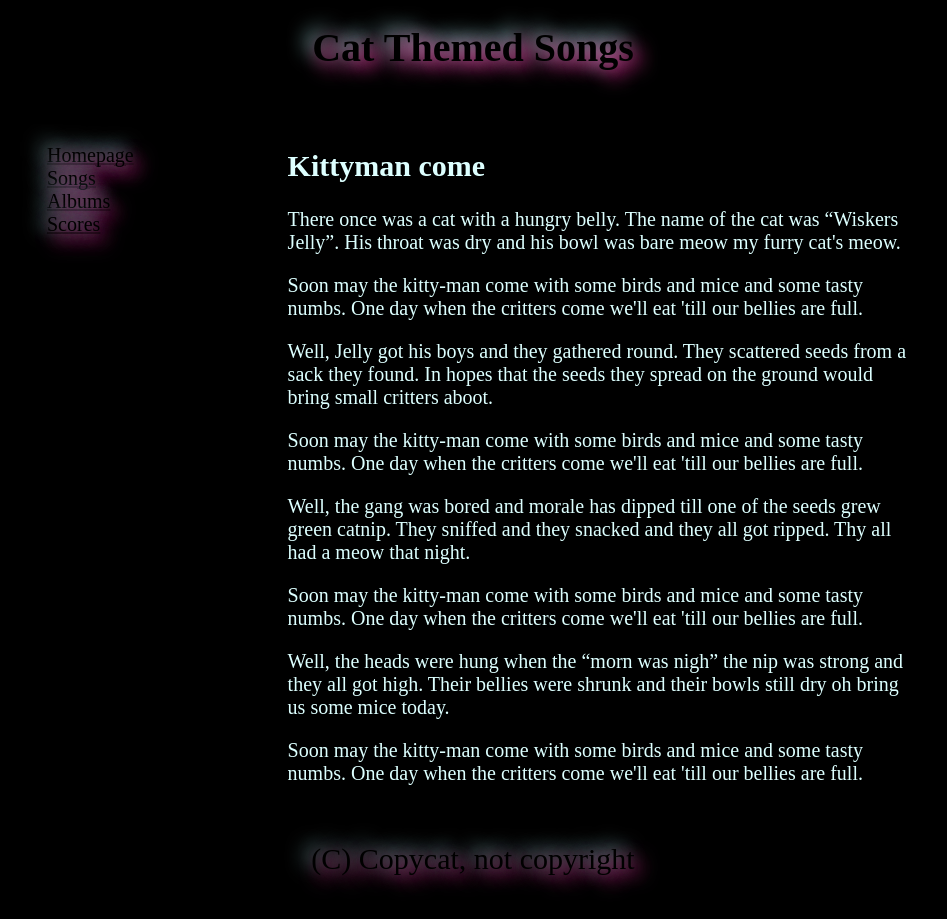 Cat Themed Songs
Homepage
Songs
Albums
Scores
Kittyman come
There once was a cat with a hungry belly. The name of the cat was “Wiskers
Jelly”. His throat was dry and his bowl was bare meow my furry cat's meow.
Soon may the kitty-man come with some birds and mice and some tasty
numbs. One day when the critters come we'll eat 'till our bellies are full.
Well, Jelly got his boys and they gathered round. They scattered seeds from a
sack they found. In hopes that the seeds they spread on the ground would
bring small critters aboot.
Soon may the kitty-man come with some birds and mice and some tasty
numbs. One day when the critters come we'll eat 'till our bellies are full.
Well, the gang was bored and morale has dipped till one of the seeds grew
green catnip. They sniffed and they snacked and they all got ripped. Thy all
had a meow that night.
Soon may the kitty-man come with some birds and mice and some tasty
numbs. One day when the critters come we'll eat 'till our bellies are full.
Well, the heads were hung when the “morn was nigh” the nip was strong and
they all got high. Their bellies were shrunk and their bowls still dry oh bring
us some mice today.
Soon may the kitty-man come with some birds and mice and some tasty
numbs. One day when the critters come we'll eat 'till our bellies are full.
(C) Copycat, not copyright